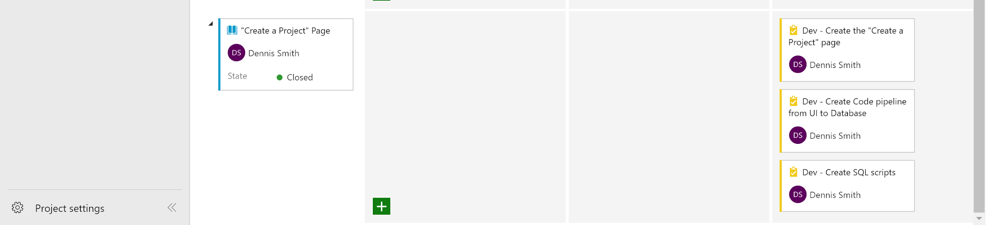 "Create a Project" Page
DS Dennis Smith
State Closed
Dev - Create the "Create a
Project" page
DS Dennis Smith
Dev - Create Code pipeline
from UI to Database
DS Dennis Smith
Dev - Create SQL scripts
DS Dennis Smith
Project settings